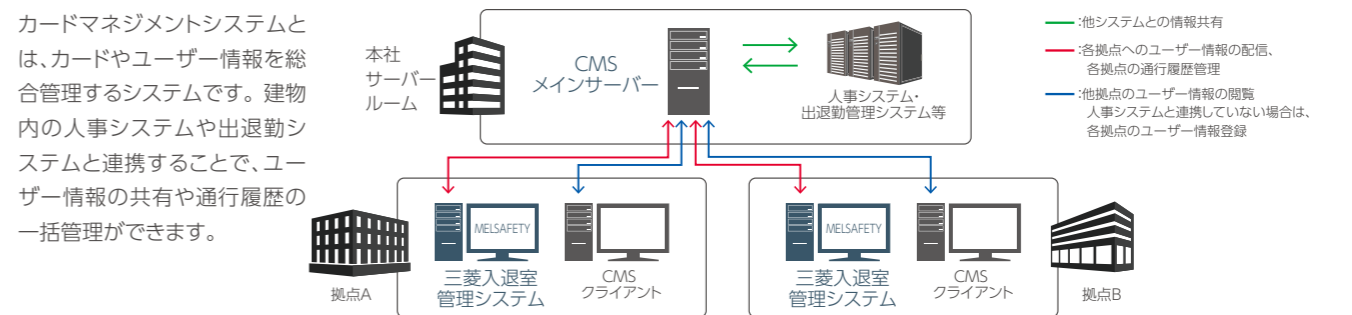 カードマネジメントシステムと
は、カードやユーザー情報を総
合管理するシステムです。建物
内の人事システムや出退勤シ
ステムと連携することで、ユー
ザー情報の共有や通行履歴の
一括管理ができます。
本社
サーバー
ルーム
CMS
メインサーバー
人事システム・
出退勤管理システム等
:他システムとの情報共有
:各拠点へのユーザー情報の配信、
各拠点の通行履歴管理
:他拠点のユーザー情報の閲覧
人事システムと連携していない場合は、
各拠点のユーザー情報登録
拠点A
MELSAFETY
三菱入退室
管理システム
CMS
クライアント
MELSAFETY
三菱入退室
管理システム
CMS
クライアント
拠点B